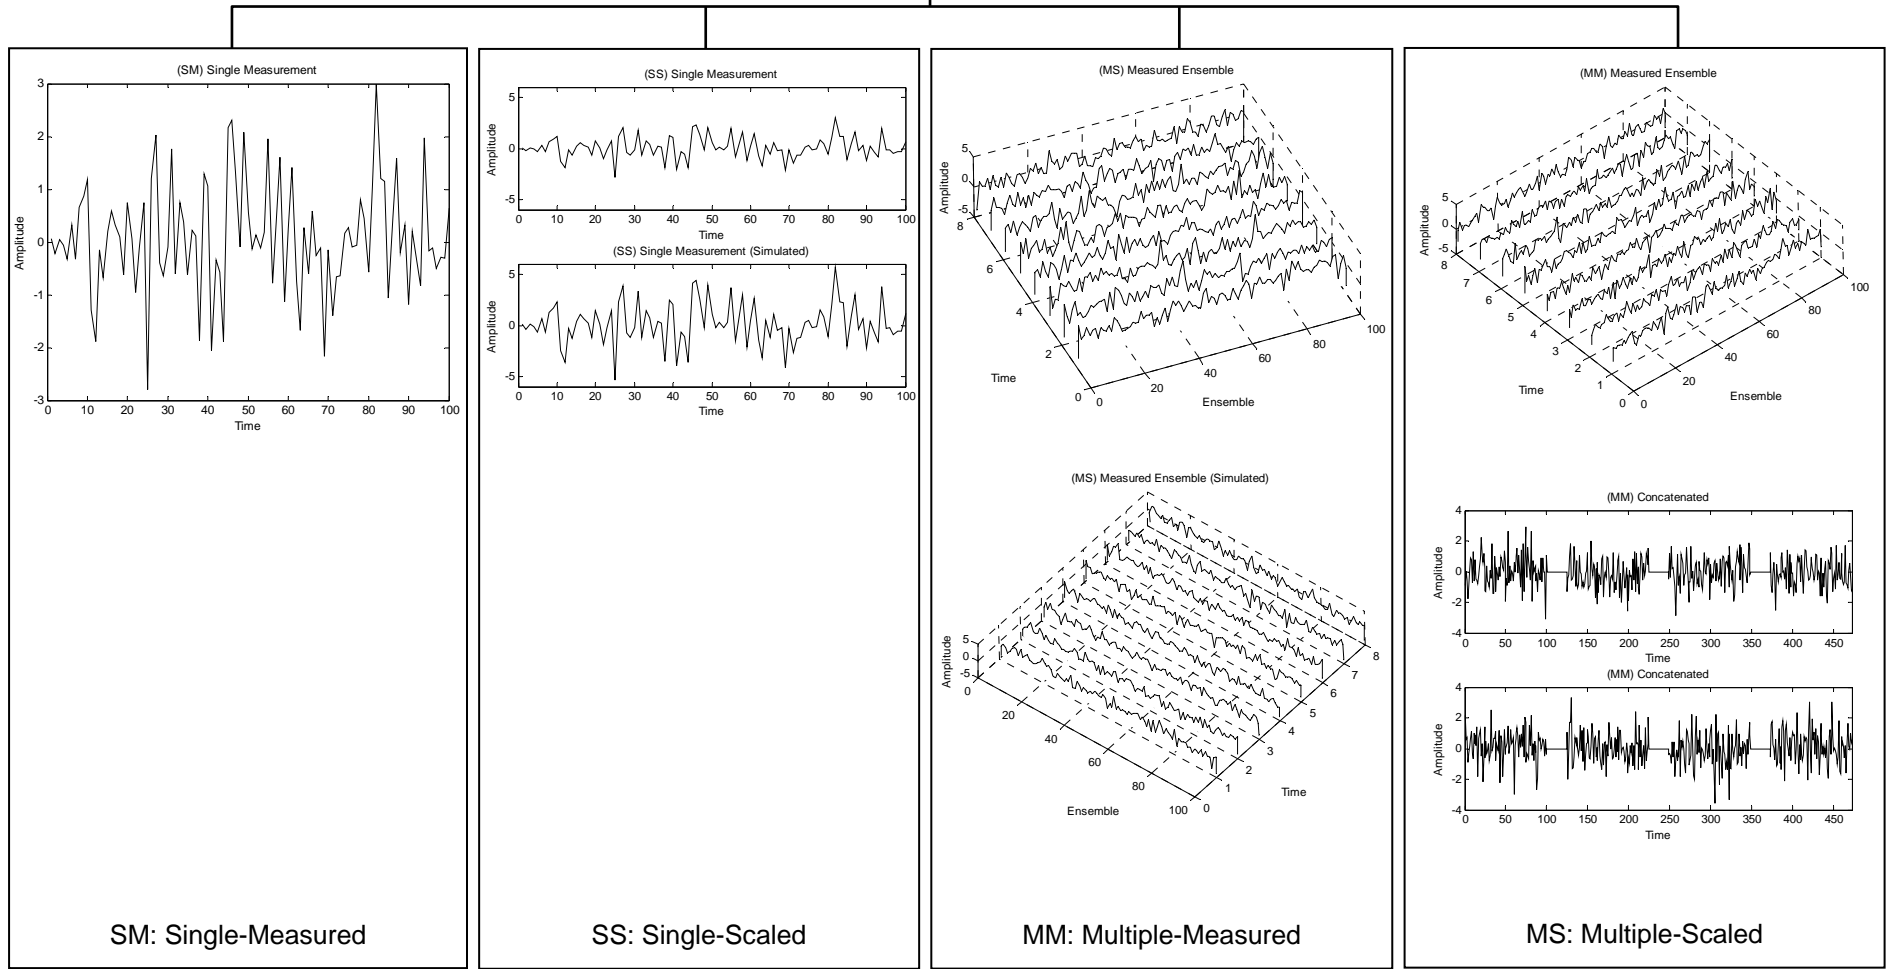 (SM) Single Measurement
3
2
1
0
-1
-2
-3
Amplitude
0 10 20 30 40 50 60 70 80 90 100
Time
SM: Single-Measured
(SS) Single Measurement
5
0
-5
Amplitude
0 10 20 30 40 50 60 70 80 90 100
Time
(SS) Single Measurement (Simulated)
5
0
-5
Amplitude
0 10 20 30 40 50 60 70 80 90 100
Time
SS: Single-Scaled
(MS) Measured Ensemble
5
0
-5
Amplitude
8
6
4
2
0
Time
0 20 40 60 80 100
Ensemble
(MS) Measured Ensemble (Simulated)
5
0
-5
Amplitude
0 20 40 60 80 100
Ensemble
0 1 2 3 4 5 6 7 8
Time
MM: Multiple-Measured
(MM) Measured Ensemble
5
0
-5
Amplitude
8
7
6
5
4
3
2
1
0
Time
0 20 40 60 80 100
Ensemble
(MM) Concatenated
4
2
0
-2
-4
Amplitude
0 50 100 150 200 250 300 350 400 450
Time
(MM) Concatenated
4
2
0
-2
-4
Amplitude
0 50 100 150 200 250 300 350 400 450
Time
MS: Multiple-Scaled